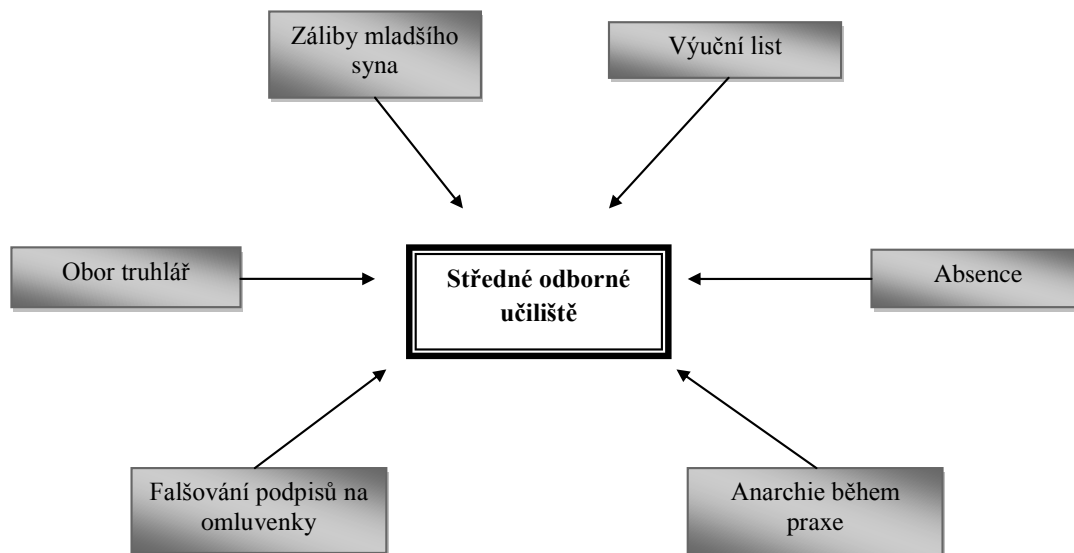 Záliby mladšího
syna
Výuční list
Obor truhlář
Středné odborné
učiliště
Absence
Falšování podpisů na
omluvenky
Anarchie během
praxe